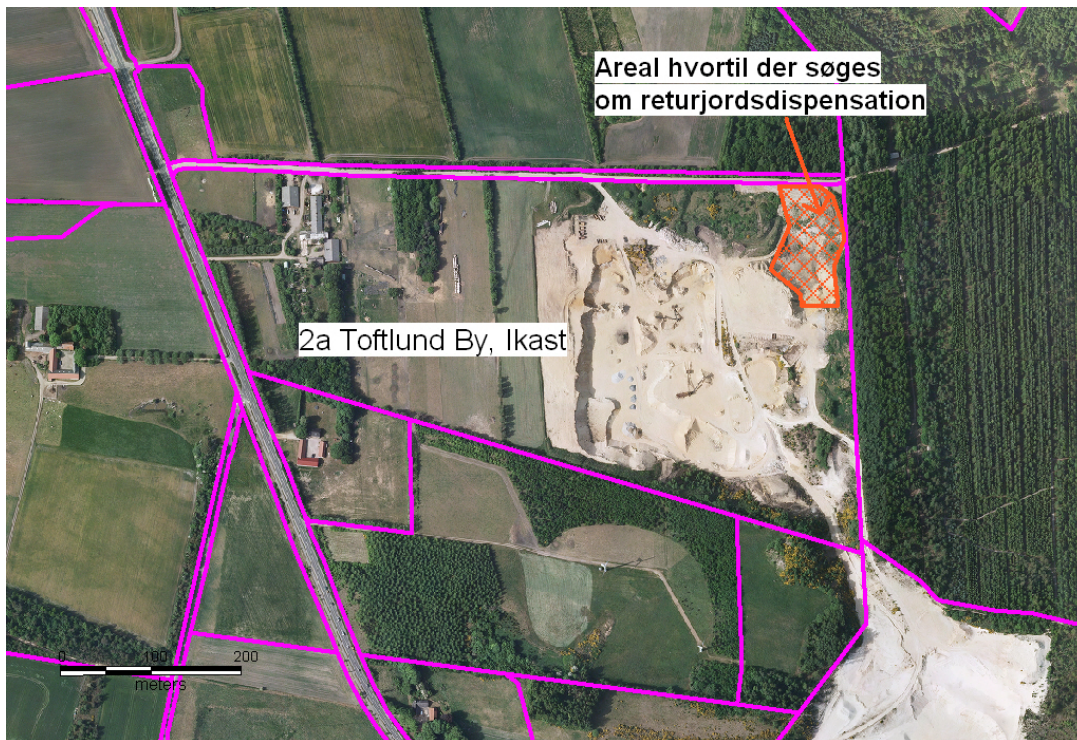 Areal hvortil der søges
om returjordsdispensation
2a Toftlund By, Ikast
0 100 200
meters